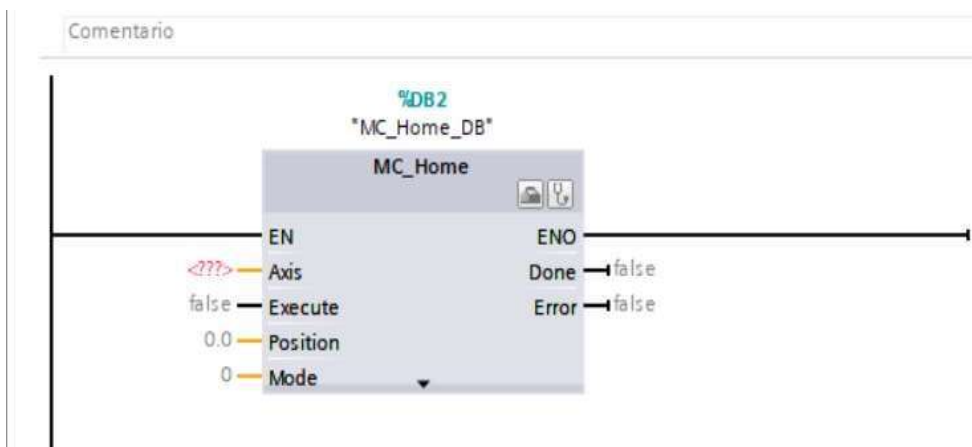 Comentario
%DB2
"MC_Home_DB"
MC_Home
EN ENO
<???> Axis Done false
false Execute Error false
0.0 Position
0 Mode